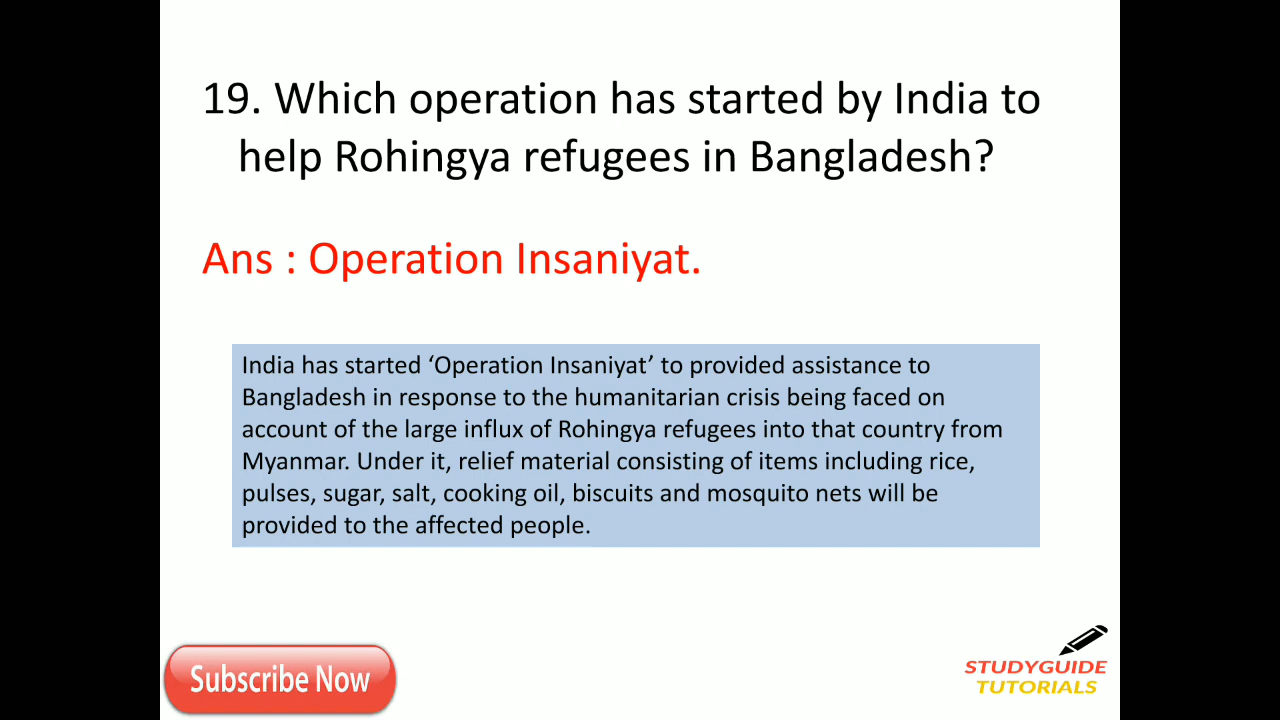 19. Which operation has started by India to
help Rohingya refugees in Bangladesh?
Ans : Operation Insaniyat.
India has started ‘Operation Insaniyat’ to provided assistance to
Bangladesh in response to the humanitarian crisis being faced on
account of the large influx of Rohingya refugees into that country from
Myanmar. Under it, relief material consisting of items including rice,
pulses, sugar, salt, cooking oil, biscuits and mosquito nets will be
provided to the affected people.
Subscribe Now
STUDYGUIDE
TUTORIALS